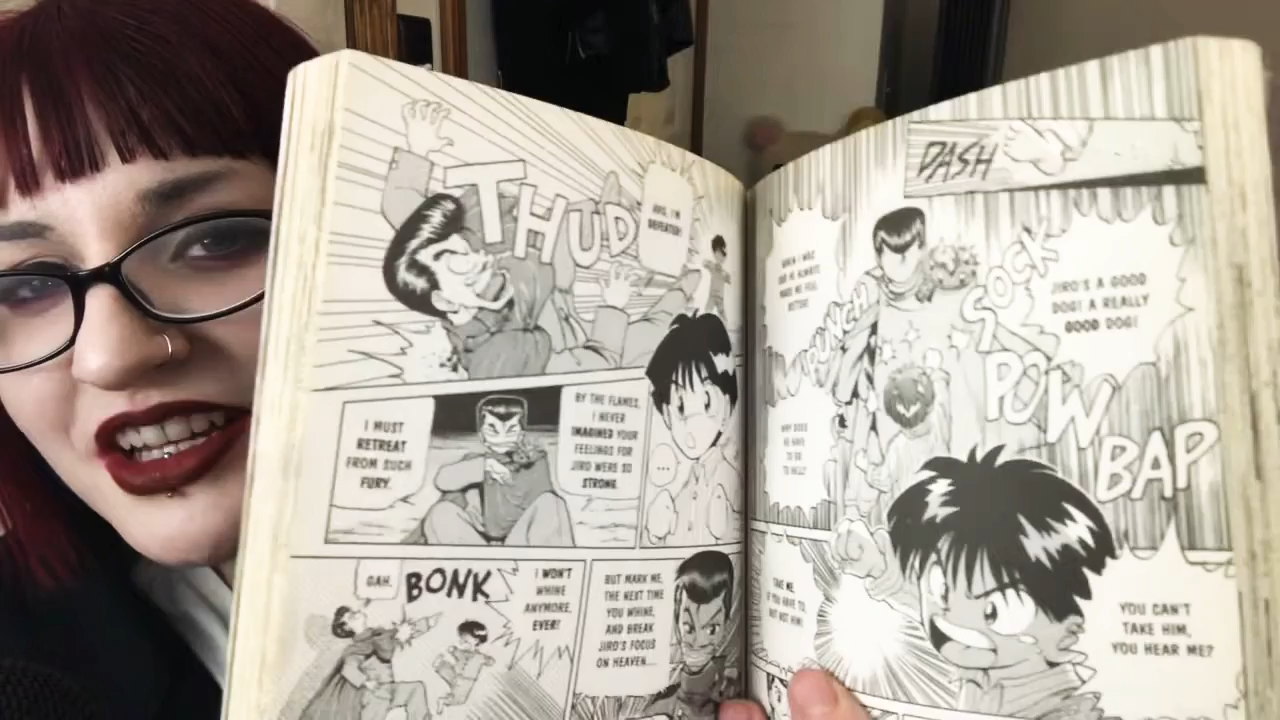 THUD
ARG, I'M
DEFEATED!
I MUST
RETREAT
FROM SUCH
FURY.
BY THE FLAMES,
I NEVER
IMAGINED YOUR
FEELINGS FOR
JIRO WERE SO
STRONG.
...
GAH.
BONK
I WON'T
WHINE
ANYMORE,
EVER!
BUT MARK ME,
THE NEXT TIME
YOU WHINE,
AND BREAK
JIRO'S FOCUS
ON HEAVEN...
DASH
WHEN I WAS
SAD HE ALWAYS
MADE ME FEEL
BETTER!
JIRO'S A GOOD
DOG! A REALLY
GOOD DOG!
SOCK
POW
BAP
WHY DOES
HE HAVE
TO GO
TO HELL?
TAKE ME,
IF YOU HAVE TO,
BUT NOT HIM!
YOU CAN'T
TAKE HIM,
YOU HEAR ME?